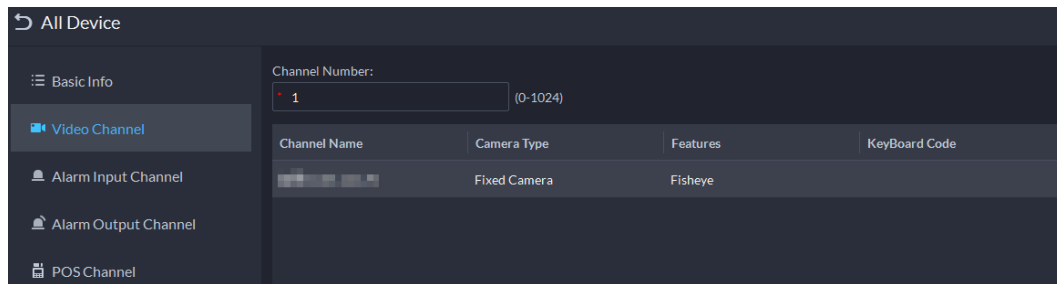 All Device
Basic Info
Video Channel
Alarm Input Channel
Alarm Output Channel
POS Channel
Channel Number:
* 1 (0-1024)
Channel Name Camera Type Features KeyBoard Code
Fixed Camera Fisheye